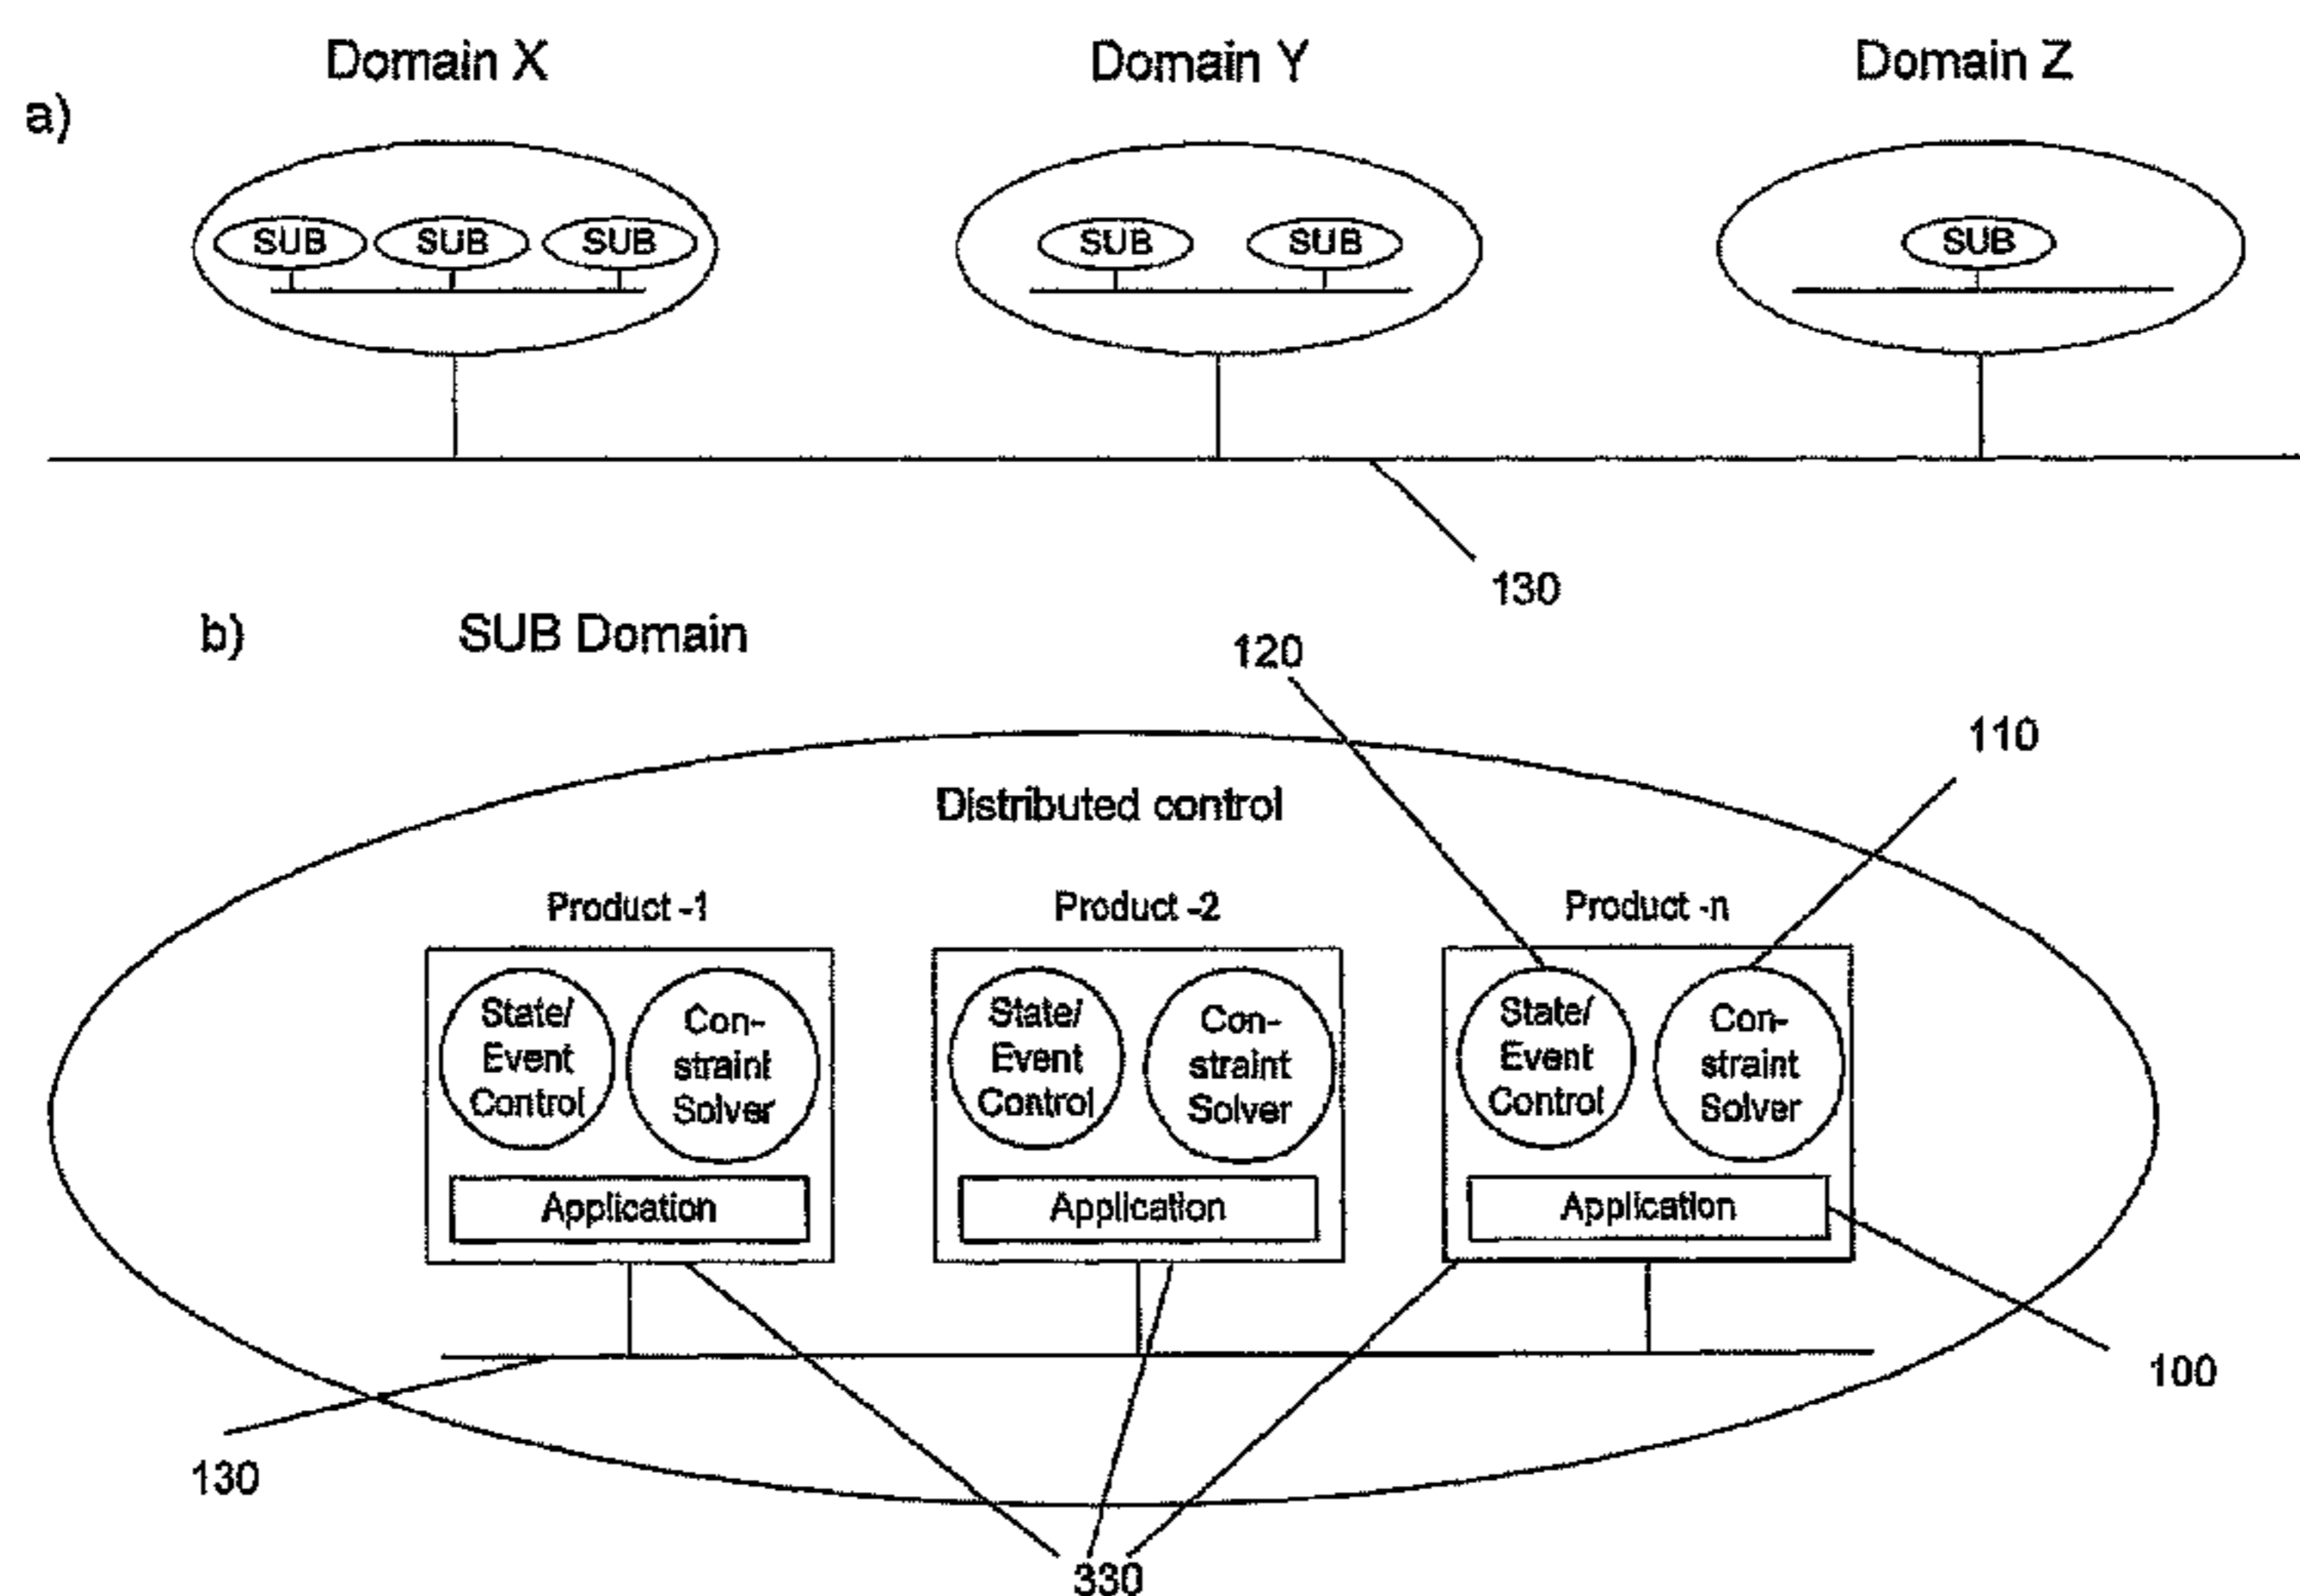 Domain X
Domain Y
Domain Z
a)
SUB
SUB
SUB
SUB
SUB
SUB
130
b)
SUB Domain
120
110
Distributed control
Product -1
Product -2
Product -n
State/
Event
Control
Con-
straint
Solver
Application
State/
Event
Control
Con-
straint
Solver
Application
State/
Event
Control
Con-
straint
Solver
Application
100
130
330